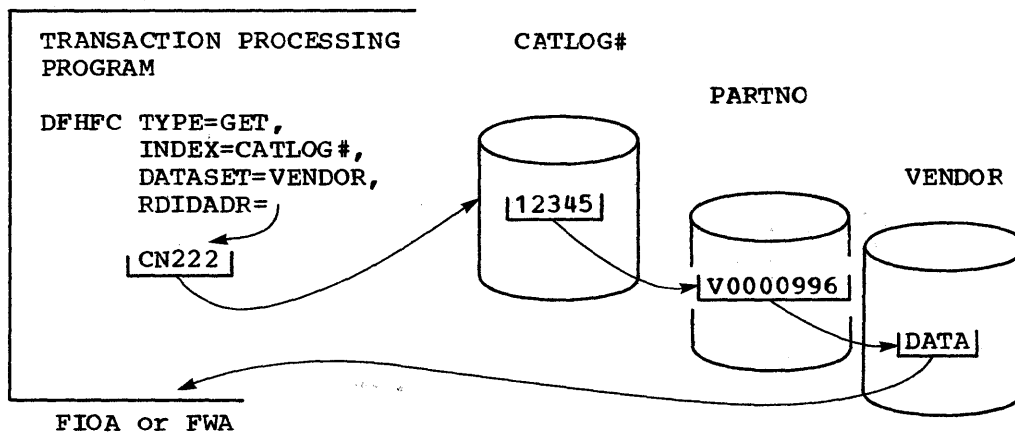 TRANSACTION PROCESSING
PROGRAM
DFHFC TYPE=GET,
INDEX=CATLOG#,
DATASET=VENDOR,
RDIDADR=
CN222
CATLOG#
12345
PARTNO
V0000996
VENDOR
DATA
FIOA or FWA